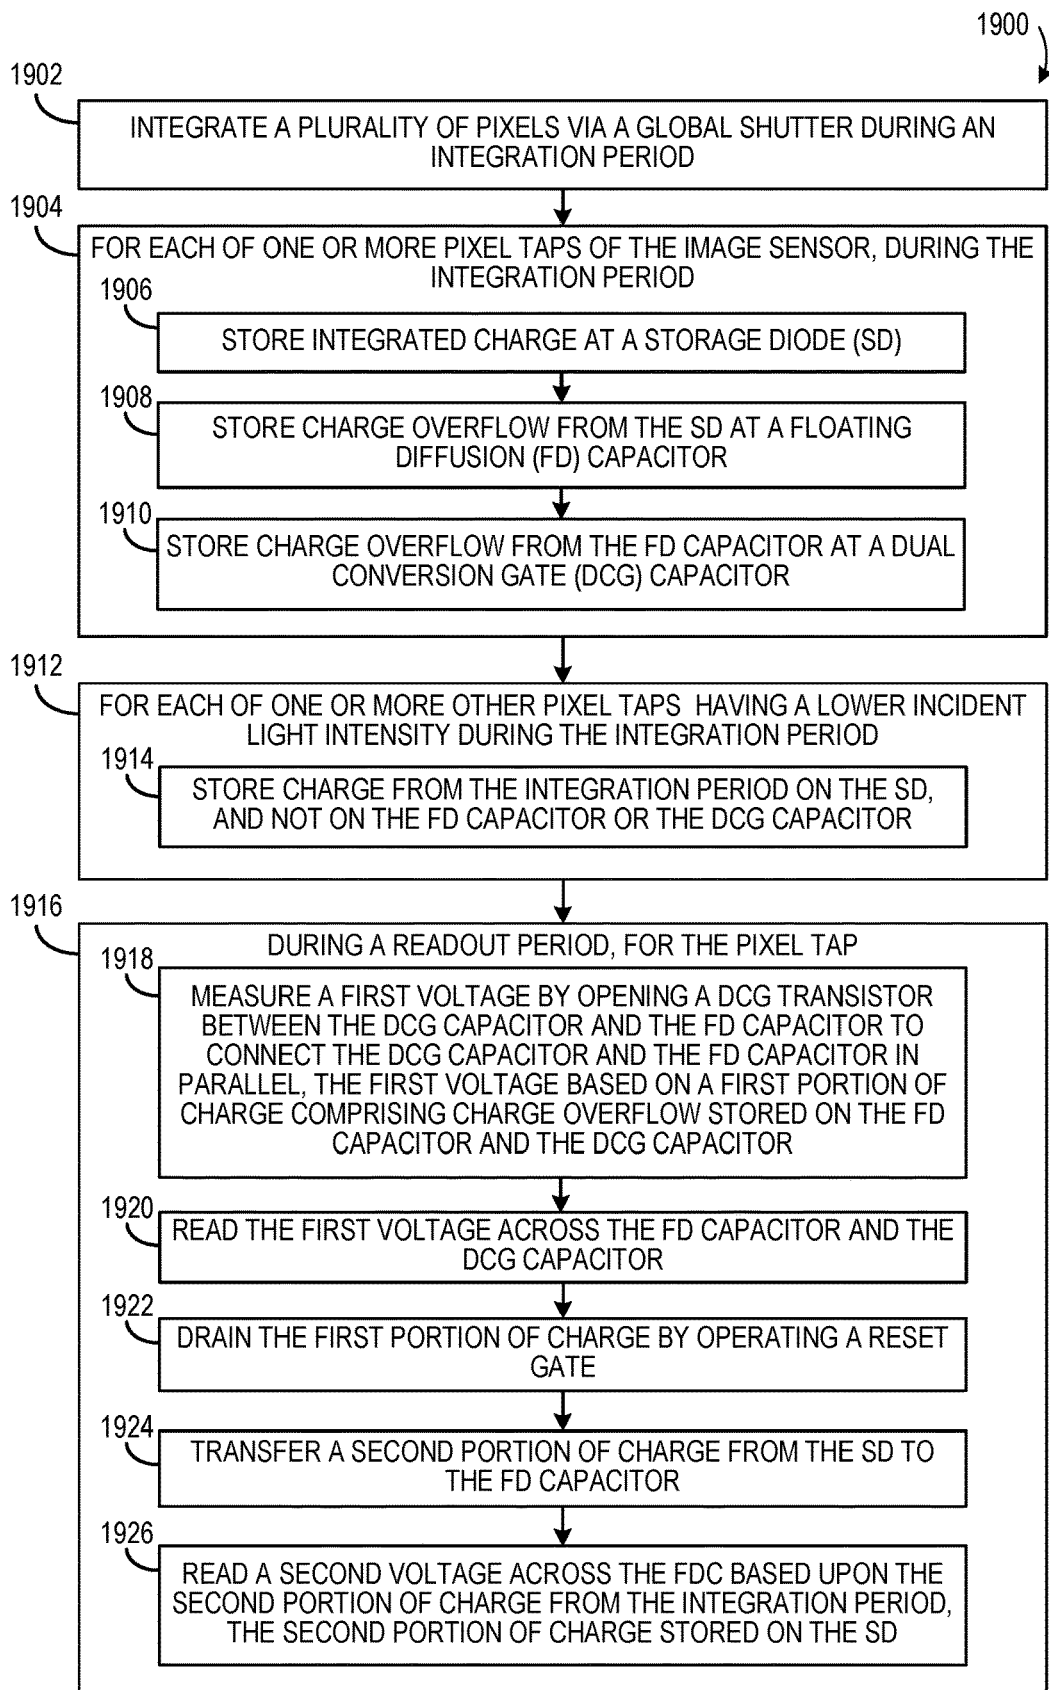 1900
1902
INTEGRATE A PLURALITY OF PIXELS VIA A GLOBAL SHUTTER DURING AN
INTEGRATION PERIOD
1904
FOR EACH OF ONE OR MORE PIXEL TAPS OF THE IMAGE SENSOR, DURING THE
INTEGRATION PERIOD
1906
STORE INTEGRATED CHARGE AT A STORAGE DIODE (SD)
1908
STORE CHARGE OVERFLOW FROM THE SD AT A FLOATING
DIFFUSION (FD) CAPACITOR
1910
STORE CHARGE OVERFLOW FROM THE FD CAPACITOR AT A DUAL
CONVERSION GATE (DCG) CAPACITOR
1912
FOR EACH OF ONE OR MORE OTHER PIXEL TAPS HAVING A LOWER INCIDENT
LIGHT INTENSITY DURING THE INTEGRATION PERIOD
1914
STORE CHARGE FROM THE INTEGRATION PERIOD ON THE SD,
AND NOT ON THE FD CAPACITOR OR THE DCG CAPACITOR
1916
DURING A READOUT PERIOD, FOR THE PIXEL TAP
1918
MEASURE A FIRST VOLTAGE BY OPENING A DCG TRANSISTOR
BETWEEN THE DCG CAPACITOR AND THE FD CAPACITOR TO
CONNECT THE DCG CAPACITOR AND THE FD CAPACITOR IN
PARALLEL, THE FIRST VOLTAGE BASED ON A FIRST PORTION OF
CHARGE COMPRISING CHARGE OVERFLOW STORED ON THE FD
CAPACITOR AND THE DCG CAPACITOR
1920
READ THE FIRST VOLTAGE ACROSS THE FD CAPACITOR AND THE
DCG CAPACITOR
1922
DRAIN THE FIRST PORTION OF CHARGE BY OPERATING A RESET
GATE
1924
TRANSFER A SECOND PORTION OF CHARGE FROM THE SD TO
THE FD CAPACITOR
1926
READ A SECOND VOLTAGE ACROSS THE FDC BASED UPON THE
SECOND PORTION OF CHARGE FROM THE INTEGRATION PERIOD,
THE SECOND PORTION OF CHARGE STORED ON THE SD